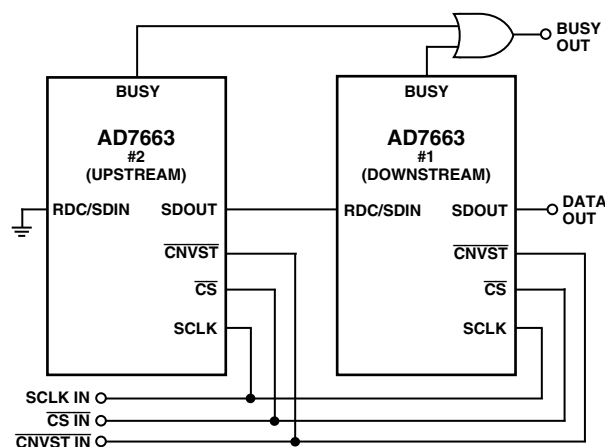 BUSY
OUT
BUSY
AD7663
#2
(UPSTREAM)
RDC/SDIN
SDOUT
CNVST
CS
SCLK
BUSY
AD7663
#1
(DOWNSTREAM)
RDC/SDIN
SDOUT
CNVST
CS
SCLK
DATA
OUT
SCLK IN
CS IN
CNVST IN